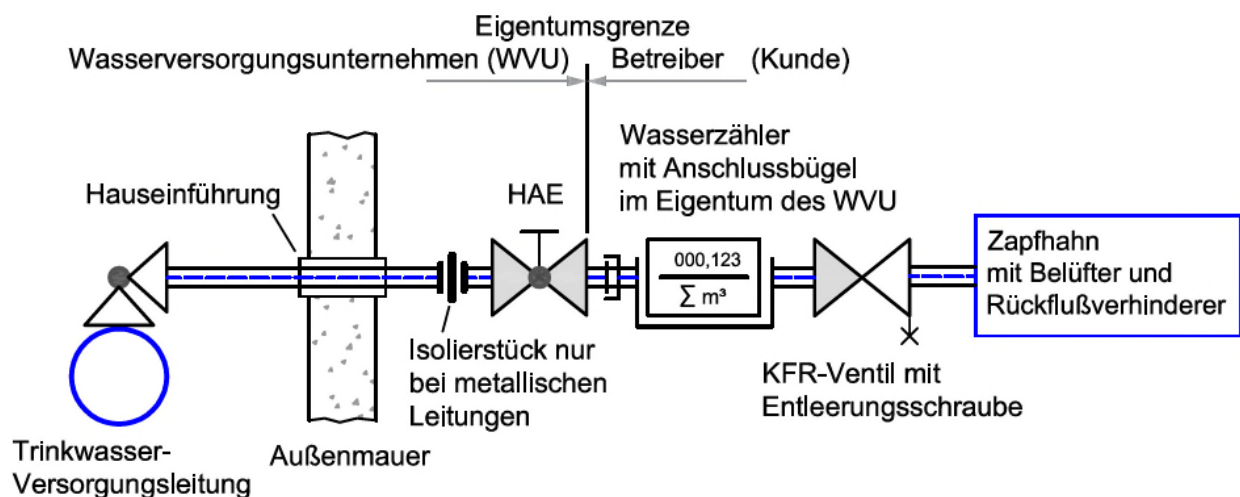 Eigentumsgrenze
Wasserversorgungsunternehmen (WVU)
Betreiber (Kunde)
Wasserzähler
mit Anschlussbügel
im Eigentum des WVU
Hauseinführung
HAE
Zapfhahn
mit Belüfter und
Rückflußverhinderer
000,123
∑ m³
Isolierstück nur
bei metallischen
Leitungen
KFR-Ventil mit
Entleerungsschraube
Trinkwasser-
Versorgungsleitung
Außenmauer